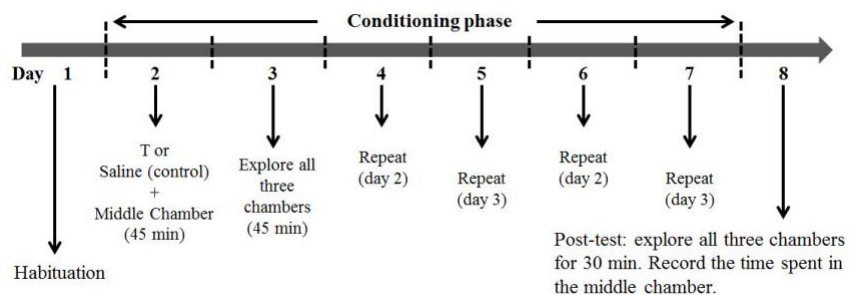 Conditioning phase
Day 1 2 3 4 5 6 7 8
T or
Saline (control)
+
Middle Chamber
(45 min)
Explore all
three
chambers
(45 min)
Repeat
(day 2)
Repeat
(day 3)
Repeat
(day 2)
Repeat
(day 3)
Post-test: explore all three chambers
for 30 min. Record the time spent in
the middle chamber.
Habituation